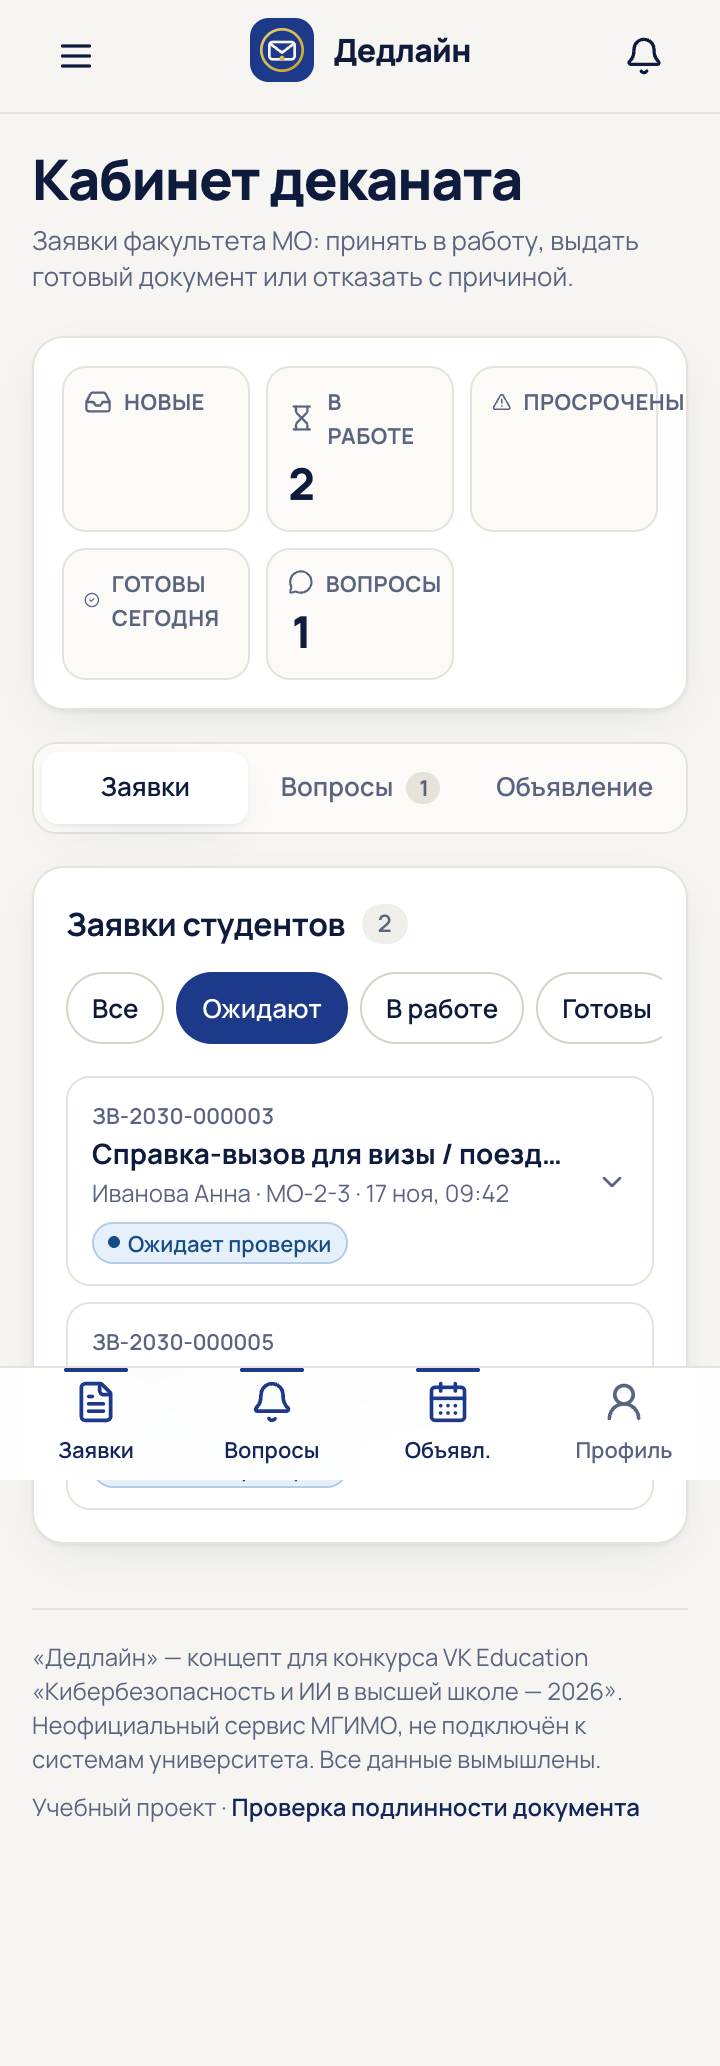 Дедлайн
Кабинет деканата
Заявки факультета МО: принять в работу, выдать
готовый документ или отказать с причиной.
НОВЫЕ
В
РАБОТЕ
2
ПРОСРОЧЕНЫ
ГОТОВЫ
СЕГОДНЯ
ВОПРОСЫ
1
Заявки
Вопросы 1
Объявление
Заявки студентов 2
Все
Ожидают
В работе
Готовы
ЗВ-2030-000003
Справка-вызов для визы / поезд...
Иванова Анна · МО-2-3 · 17 ноя, 09:42
Ожидает проверки
ЗВ-2030-000005
Заявки
Вопросы
Объявл.
Профиль
«Дедлайн» — концепт для конкурса VK Education
«Кибербезопасность и ИИ в высшей школе — 2026».
Неофициальный сервис МГИМО, не подключён к
системам университета. Все данные вымышлены.
Учебный проект · Проверка подлинности документа